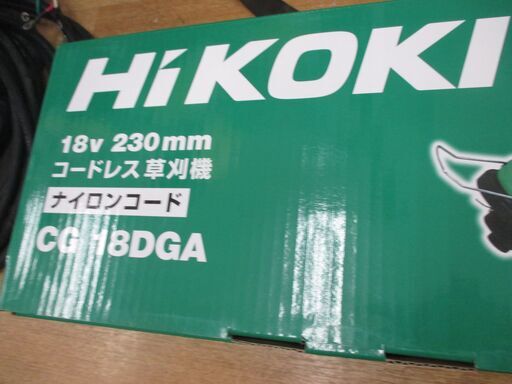 HiKOKI
18v 230mm
コードレス草刈機
ナイロンコード
CG 18DGA